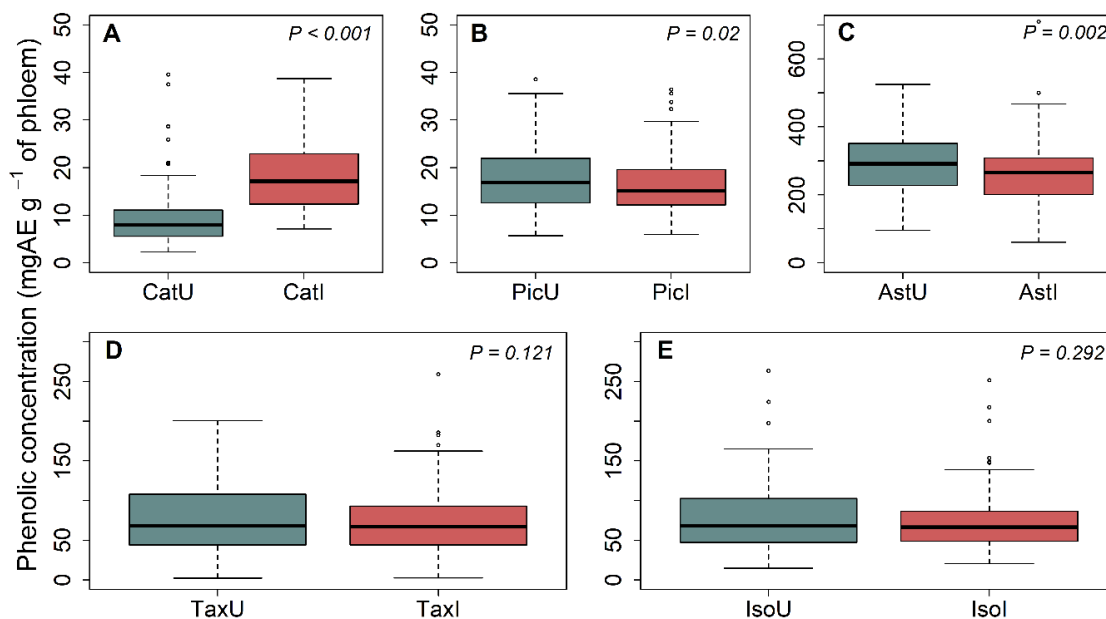 Phenolic concentration (mgAE g ⁻¹ of phloem)
A
P < 0.001
50
40
30
20
10
0
CatU CatI
B
P = 0.02
50
40
30
20
10
0
PicU PicI
C
P = 0.002
600
400
200
0
AstU AstI
D
P = 0.121
250
150
50
0
TaxU TaxI
E
P = 0.292
250
150
50
0
IsoU IsoI